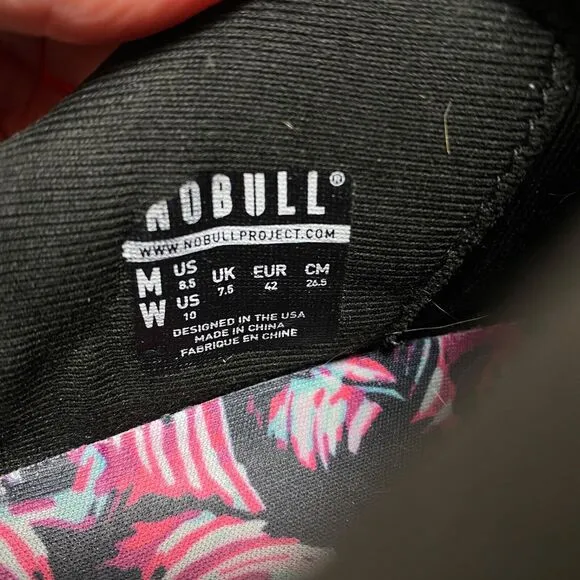 NOBULL®
WWW.NOBULLPROJECT.COM
M US 8.5 UK 7.5 EUR 42 CM 26.5
W US 10
DESIGNED IN THE USA
MADE IN CHINA
FABRIQUE EN CHINE